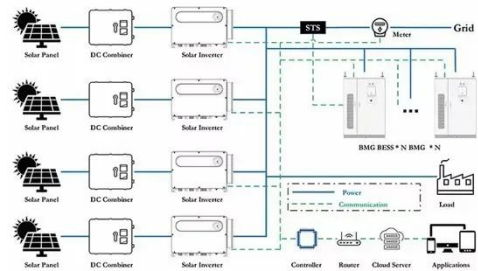 STS
Meter
Grid
Solar Panel
DC Combiner
Solar Inverter
Solar Panel
DC Combiner
Solar Inverter
BMG BESS * N BMG * N
Solar Panel
DC Combiner
Solar Inverter
Power
Communication
Load
Solar Panel
DC Combiner
Solar Inverter
Controller
Router
Cloud Server
Applications